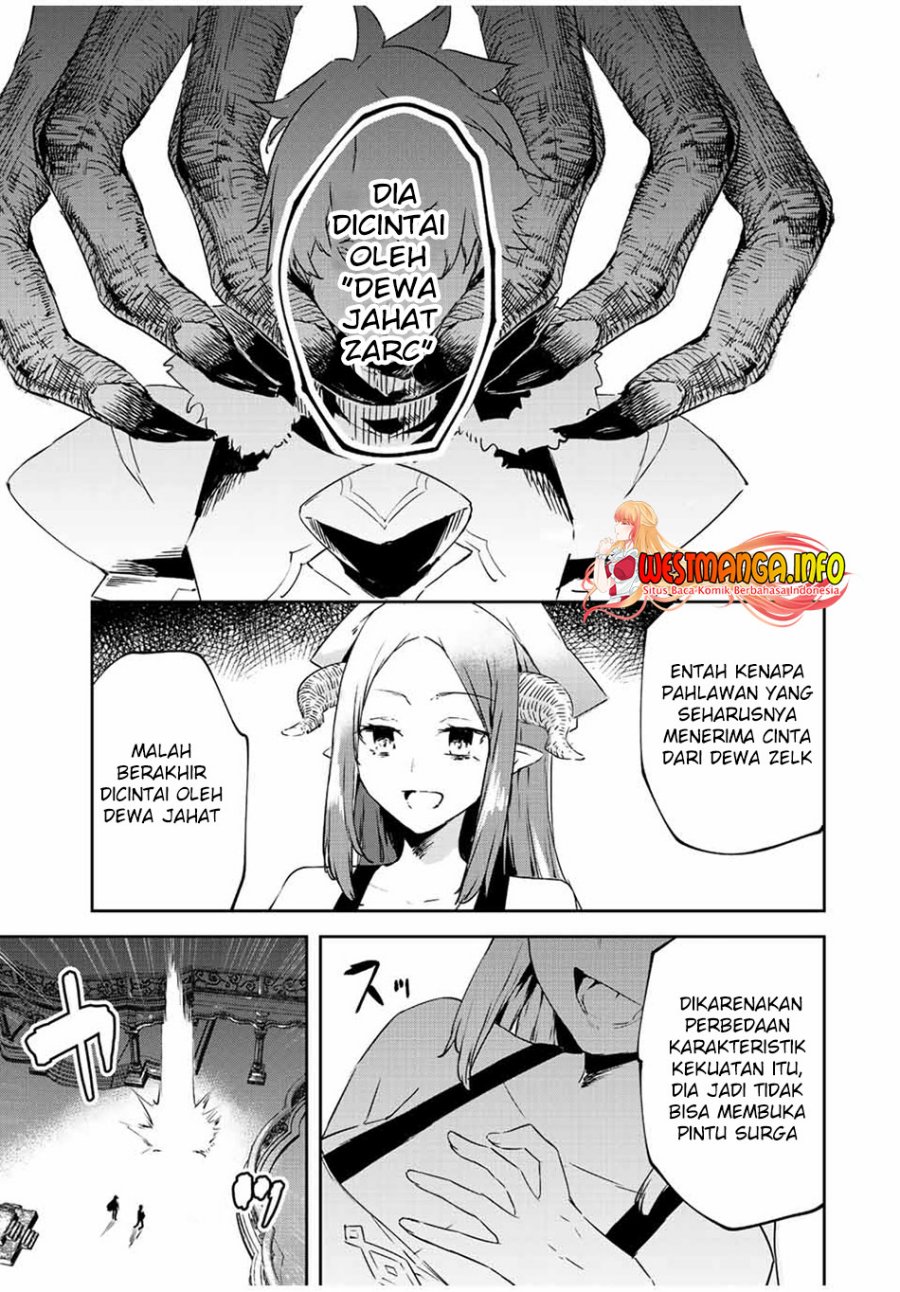 DIA
DICINTAI
OLEH
"DEWA
JAHAT
ZARC"
WESTMANGA.INFO
Situs Baca Komik Berbahasa Indonesia
ENTAH KENAPA
PAHLAWAN YANG
SEHARUSNYA
MENERIMA CINTA
DARI DEWA ZELK
MALAH
BERAKHIR
DICINTAI OLEH
DEWA JAHAT
DIKARENAKAN
PERBEDAAN
KARAKTERISTIK
KEKUATAN ITU,
DIA JADI TIDAK
BISA MEMBUKA
PINTU SURGA
スッ
カッ